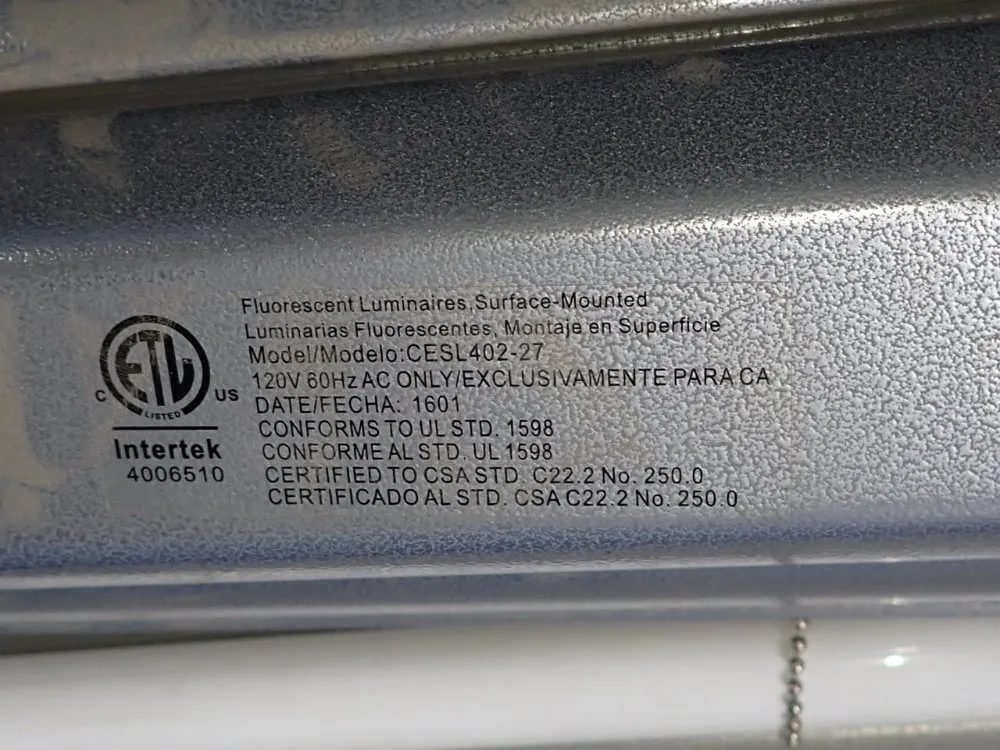 Fluorescent Luminaires, Surface-Mounted
Luminarias Fluorescentes, Montaje en Superficie
Model/Modelo:CESL402-27
120V 60Hz AC ONLY/EXCLUSIVAMENTE PARA CA
DATE/FECHA: 1601
CONFORMS TO UL STD. 1598
CONFORME AL STD. UL 1598
CERTIFIED TO CSA STD. C22.2 No. 250.0
CERTIFICADO AL STD. CSA C22.2 No. 250.0
ETL
C US
LISTED
Intertek
4006510